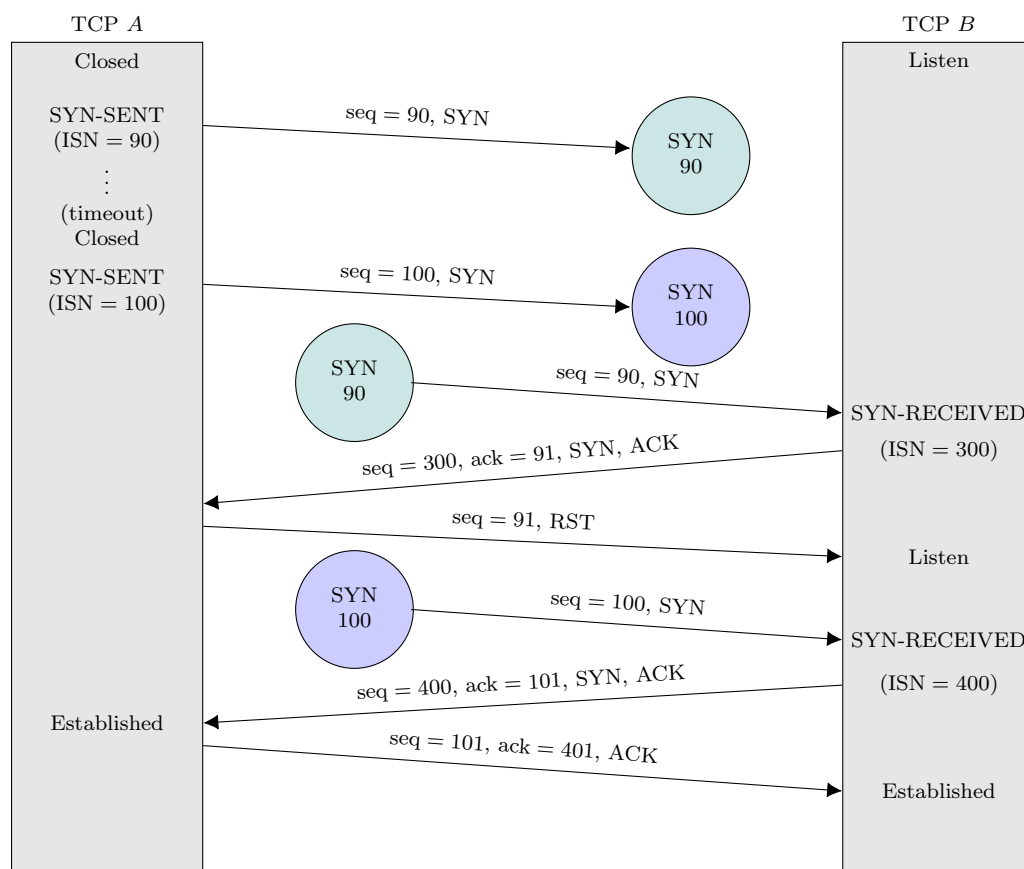 TCP A
TCP B
Closed
Listen
SYN-SENT
(ISN = 90)
seq = 90, SYN
SYN
90
⋮
(timeout)
Closed
SYN-SENT
(ISN = 100)
seq = 100, SYN
SYN
100
SYN
90
seq = 90, SYN
SYN-RECEIVED
(ISN = 300)
seq = 300, ack = 91, SYN, ACK
seq = 91, RST
Listen
SYN
100
seq = 100, SYN
SYN-RECEIVED
(ISN = 400)
seq = 400, ack = 101, SYN, ACK
Established
seq = 101, ack = 401, ACK
Established